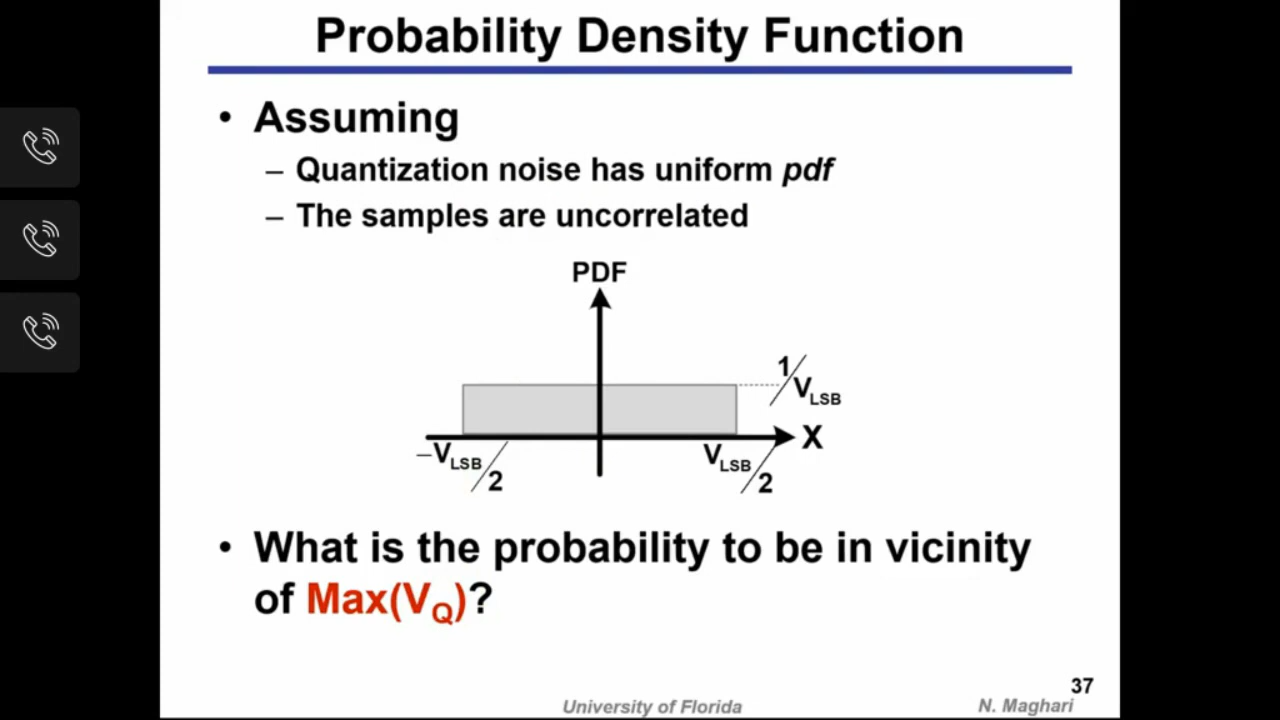 Probability Density Function
• Assuming
– Quantization noise has uniform pdf
– The samples are uncorrelated
PDF
1/V_LSB
X
–V_LSB/2
V_LSB/2
• What is the probability to be in vicinity
of Max(V_Q)?
37
University of Florida
N. Maghari